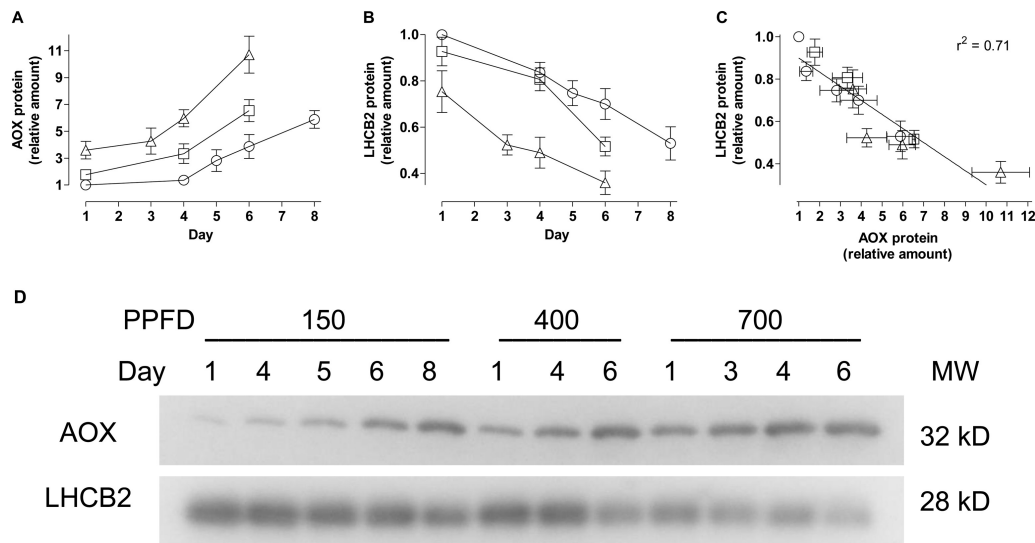 A
AOX protein
(relative amount)
11
9
7
5
3
1
1 2 3 4 5 6 7 8
Day
B
LHCB2 protein
(relative amount)
1.0
0.8
0.6
0.4
1 2 3 4 5 6 7 8
Day
C
LHCB2 protein
(relative amount)
1.0
0.8
0.6
0.4
r² = 0.71
1 2 3 4 5 6 7 8 9 10 11 12
AOX protein
(relative amount)
D
PPFD 150 400 700
Day 1 4 5 6 8 1 4 6 1 3 4 6 MW
AOX 32 kD
LHCB2 28 kD